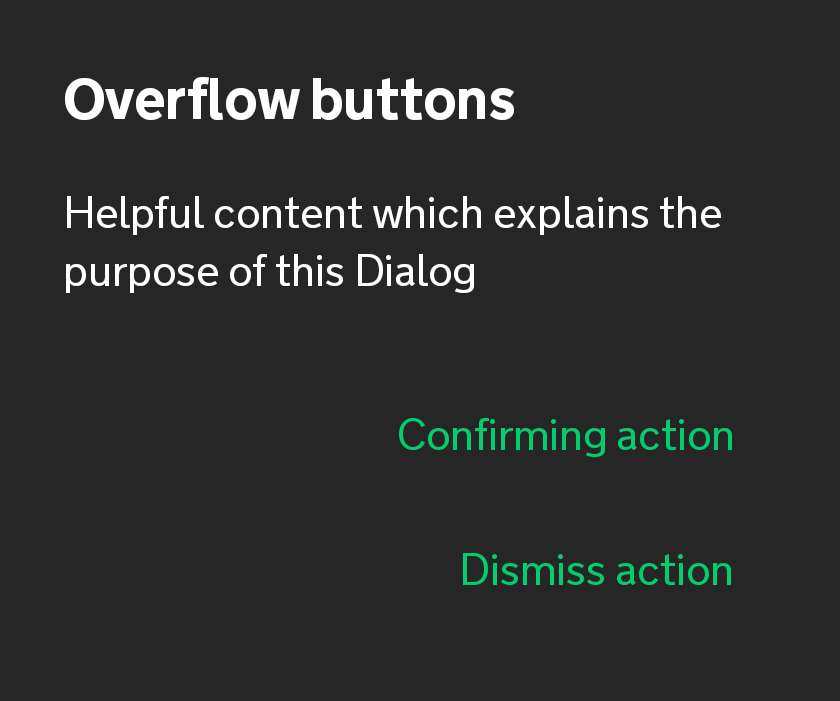 Overflow buttons
Helpful content which explains the
purpose of this Dialog
Confirming action
Dismiss action